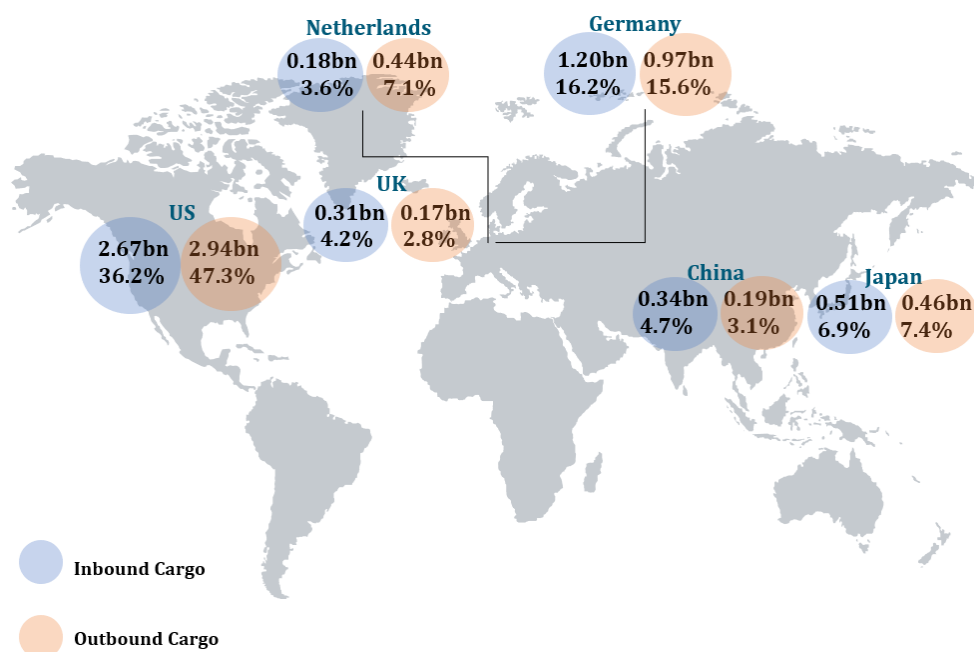 Netherlands
0.18bn
3.6%
0.44bn
7.1%
Germany
1.20bn
16.2%
0.97bn
15.6%
UK
0.31bn
4.2%
0.17bn
2.8%
US
2.67bn
36.2%
2.94bn
47.3%
China
0.34bn
4.7%
0.19bn
3.1%
Japan
0.51bn
6.9%
0.46bn
7.4%
Inbound Cargo
Outbound Cargo